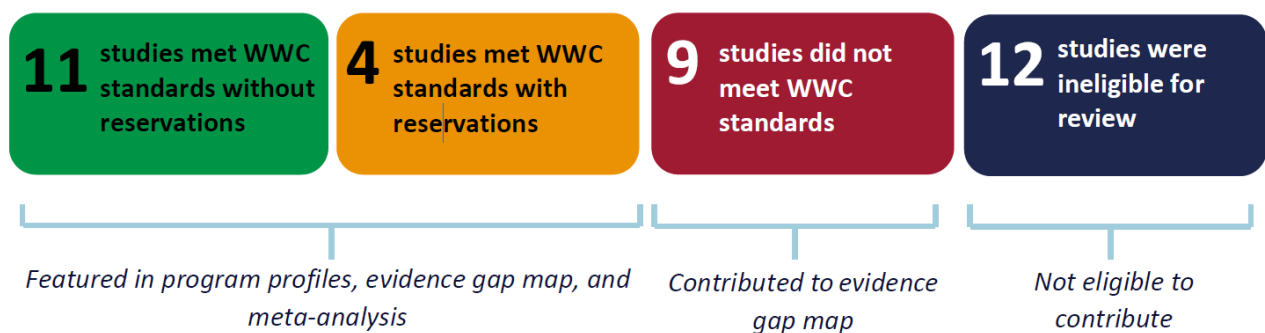 11 studies met WWC
standards without
reservations
4 studies met WWC
standards with
reservations
9 studies did not
meet WWC
standards
12 studies were
ineligible for
review
Featured in program profiles, evidence gap map, and
meta-analysis
Contributed to evidence
gap map
Not eligible to
contribute